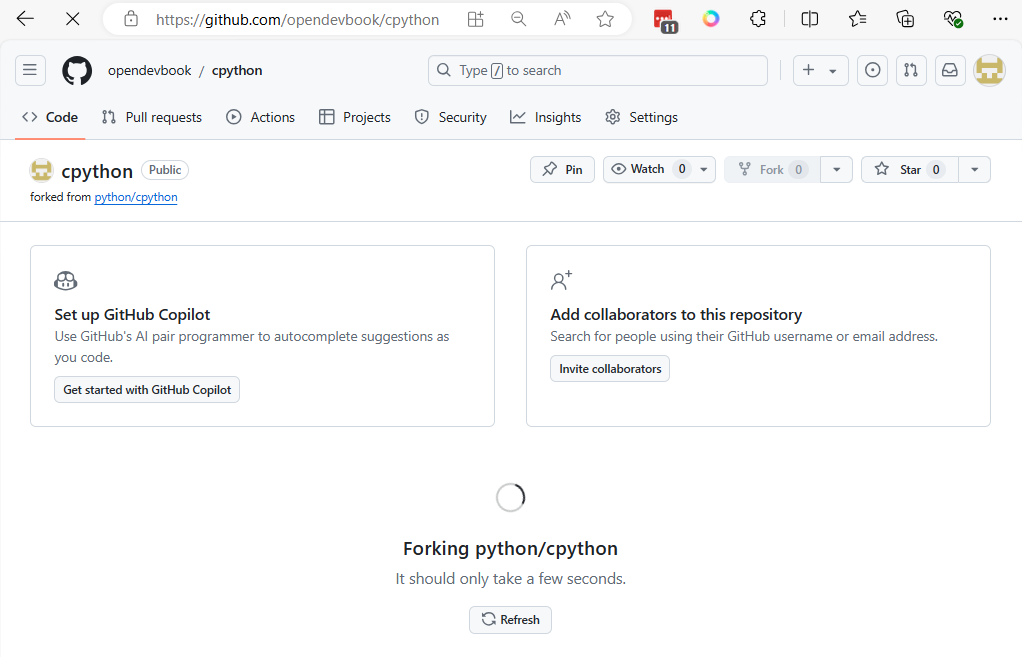 https://github.com/opendevbook/cpython
11
opendevbook / cpython
Type / to search
Code Pull requests Actions Projects Security Insights Settings
cpython Public
Pin Watch 0 Fork 0 Star 0
forked from python/cpython
Set up GitHub Copilot
Use GitHub's AI pair programmer to autocomplete suggestions as
you code.
Get started with GitHub Copilot
Add collaborators to this repository
Search for people using their GitHub username or email address.
Invite collaborators
Forking python/cpython
It should only take a few seconds.
Refresh